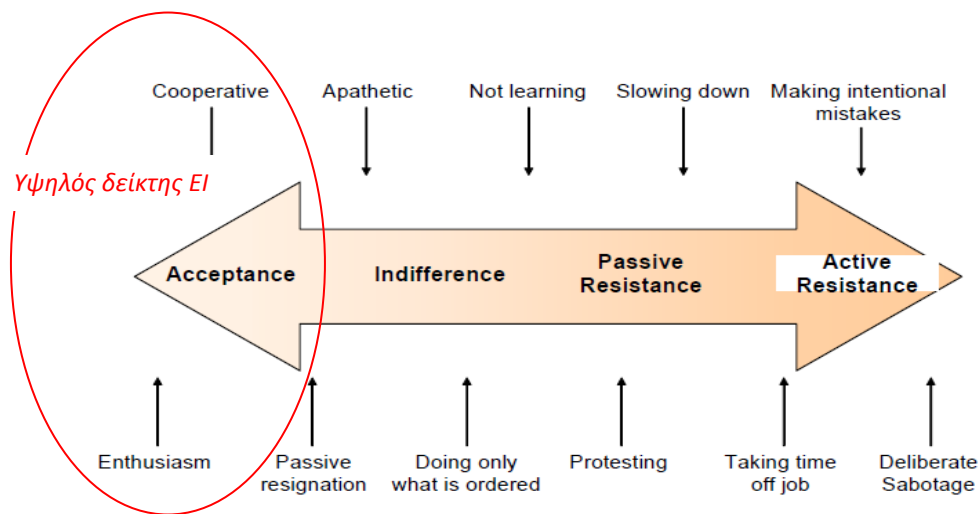 Cooperative
Apathetic
Not learning
Slowing down
Making intentional
mistakes
Υψηλός δείκτης ΕΙ
Acceptance
Indifference
Passive
Resistance
Active
Resistance
Enthusiasm
Passive
resignation
Doing only
what is ordered
Protesting
Taking time
off job
Deliberate
Sabotage